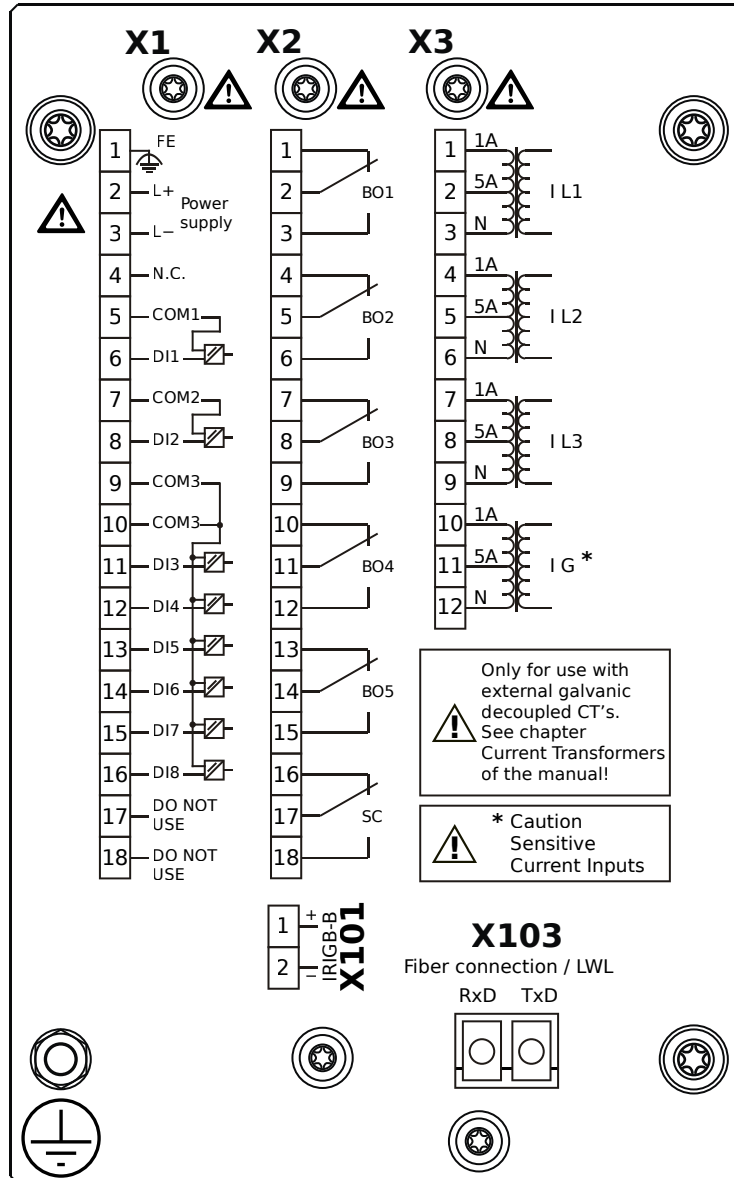 X1
X2
X3
1 FE
2 L+
Power
supply
3 L−
4 N.C.
5 COM1
6 DI1
7 COM2
8 DI2
9 COM3
10 COM3
11 DI3
12 DI4
13 DI5
14 DI6
15 DI7
16 DI8
17 DO NOT
USE
18 DO NOT
USE
1
2 BO1
3
4
5 BO2
6
7
8 BO3
9
10
11 BO4
12
13
14 BO5
15
16
17 SC
18
1 1A
2 5A I L1
3 N
4 1A
5 5A I L2
6 N
7 1A
8 5A I L3
9 N
10 1A
11 5A I G *
12 N
Only for use with
external galvanic
decoupled CT's.
See chapter
Current Transformers
of the manual!
* Caution
Sensitive
Current Inputs
1 +
2 −
IRIGB-B
X101
X103
Fiber connection / LWL
RxD TxD